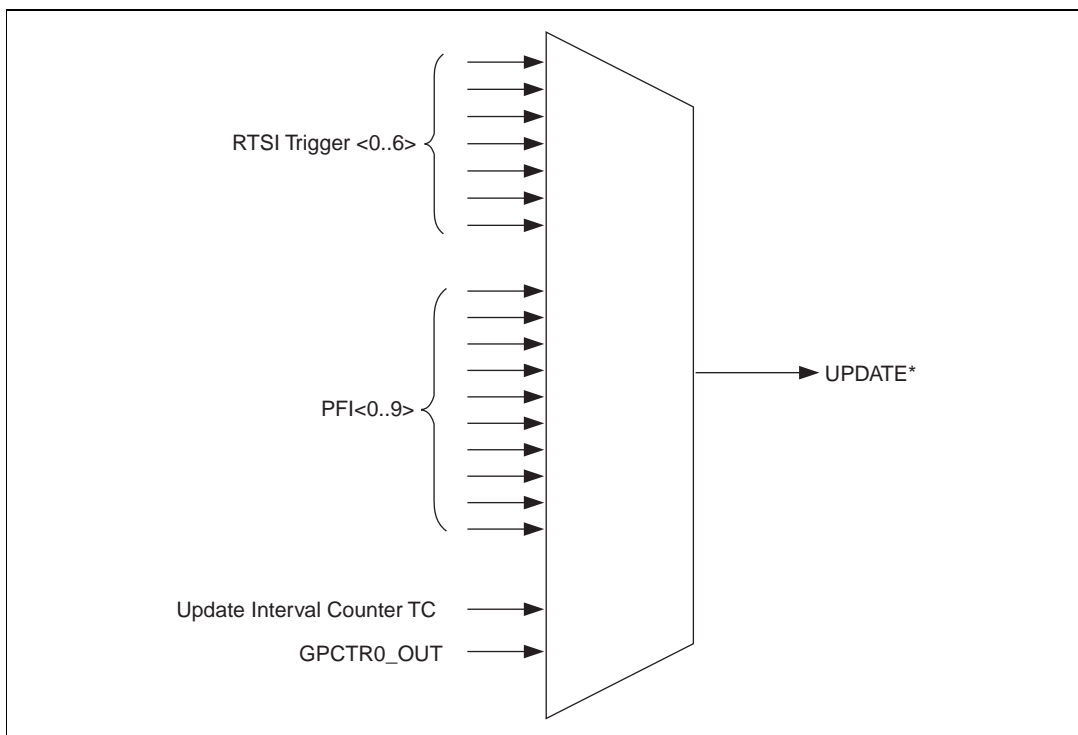 RTSI Trigger <0..6>
PFI<0..9>
UPDATE*
Update Interval Counter TC
GPCTR0_OUT